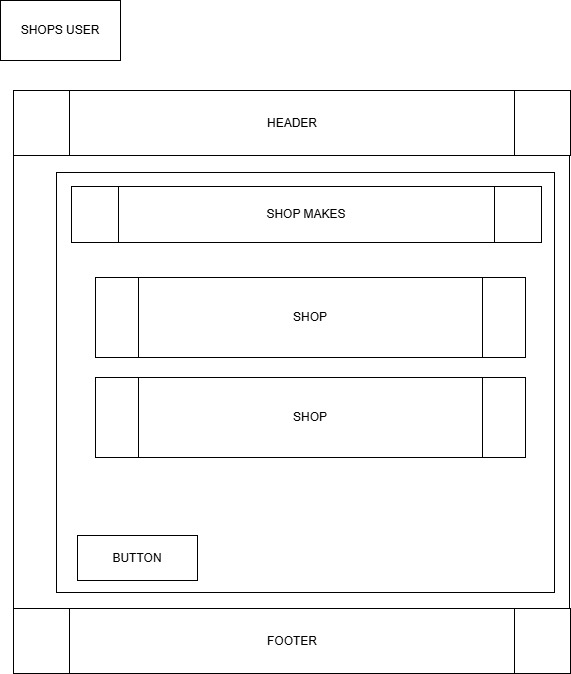 SHOPS USER
HEADER
SHOP MAKES
SHOP
SHOP
BUTTON
FOOTER